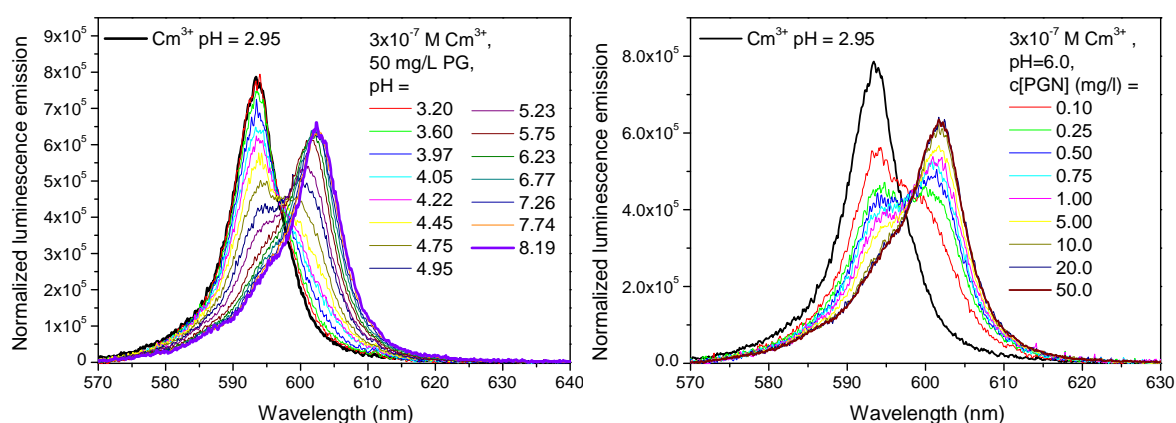 Normalized luminescence emission
9x10⁵
8x10⁵
7x10⁵
6x10⁵
5x10⁵
4x10⁵
3x10⁵
2x10⁵
1x10⁵
0
Cm³⁺ pH = 2.95
3x10⁻⁷ M Cm³⁺,
50 mg/L PG,
pH =
3.20
3.60
3.97
4.05
4.22
4.45
4.75
4.95
5.23
5.75
6.23
6.77
7.26
7.74
8.19
570 580 590 600 610 620 630 640
Wavelength (nm)
Normalized luminescence emission
8.0x10⁵
6.0x10⁵
4.0x10⁵
2.0x10⁵
0.0
Cm³⁺ pH = 2.95
3x10⁻⁷ M Cm³⁺ ,
pH=6.0,
c[PGN] (mg/l) =
0.10
0.25
0.50
0.75
1.00
5.00
10.0
20.0
50.0
570 580 590 600 610 620 630
Wavelength (nm)